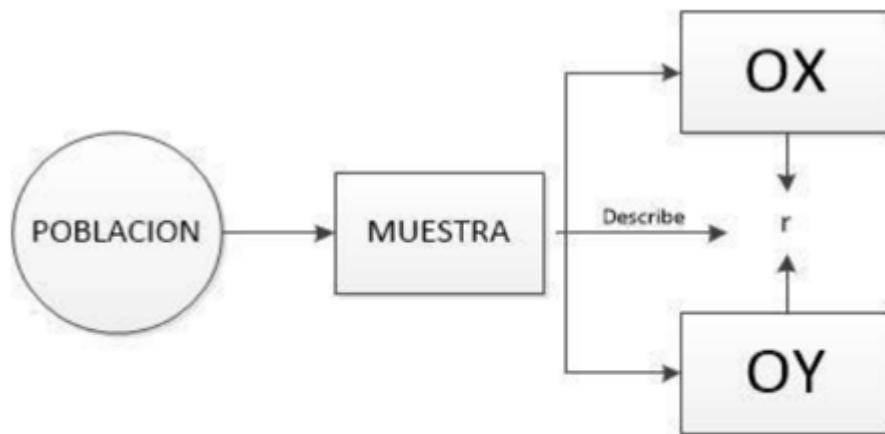 OX
POBLACION
MUESTRA
Describe
r
OY